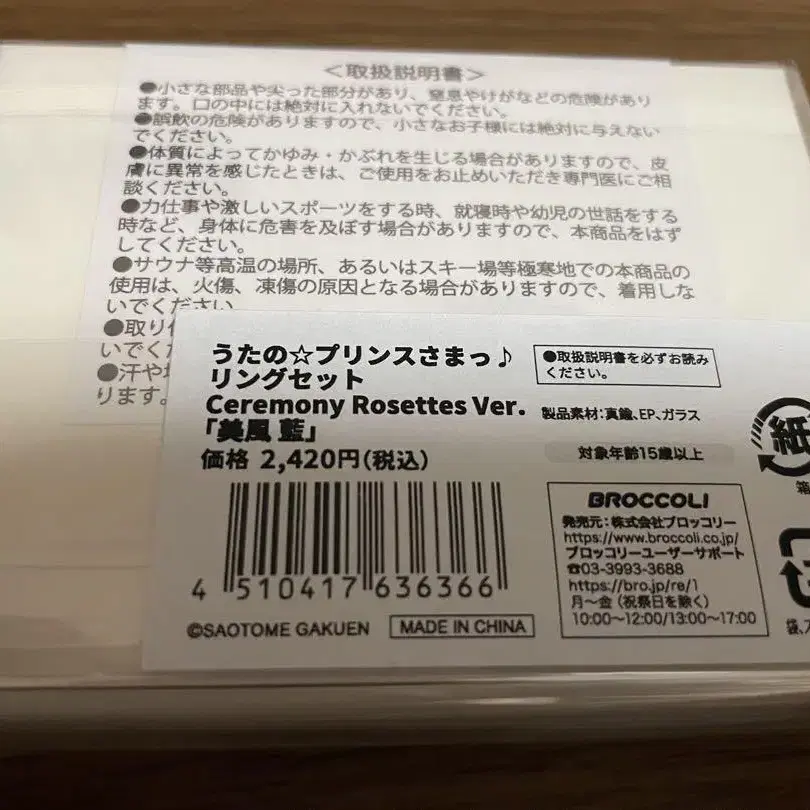 ＜取扱説明書＞
●小さな部品や尖った部分があり、窒息やけがなどの危険があり
ます。口の中には絶対に入れないでください。
●誤飲の危険がありますので、小さなお子様には絶対に与えない
でください。
●体質によってかゆみ・かぶれを生じる場合がありますので、皮
膚に異常を感じたときは、ご使用をお止めいただき専門医にご相
談ください。
●力仕事や激しいスポーツをする時、就寝時や幼児の世話をする
時など、身体に危害を及ぼす場合がありますので、本商品をはず
してください。
●サウナ等高温の場所、あるいはスキー場等極寒地での本商品の
使用は、火傷、凍傷の原因となる場合がありますので、着用しな
いでください。
●取り
いでくだ
●汗や
ります。
うたの☆プリンスさまっ♪
リングセット
Ceremony Rosettes Ver.
「美風 藍」
価格 2,420円(税込)
●取扱説明書を必ずお読み
ください。
製品素材：真鍮、EP、ガラス
対象年齢15歳以上
4 510417 636366
©SAOTOME GAKUEN
MADE IN CHINA
BROCCOLI
発売元：株式会社ブロッコリー
https://www.broccoli.co.jp/
ブロッコリーユーザーサポート
☎03-3993-3688
https://bro.jp/re/1
月～金（祝祭日を除く）
10:00～12:00/13:00～17:00
紙
箱
袋、